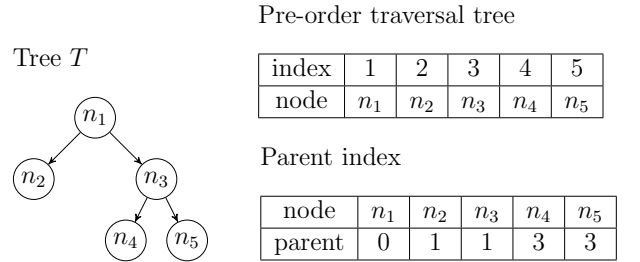 Tree T
n1
n2
n3
n4
n5
Pre-order traversal tree
index 1 2 3 4 5
node n1 n2 n3 n4 n5
Parent index
node n1 n2 n3 n4 n5
parent 0 1 1 3 3